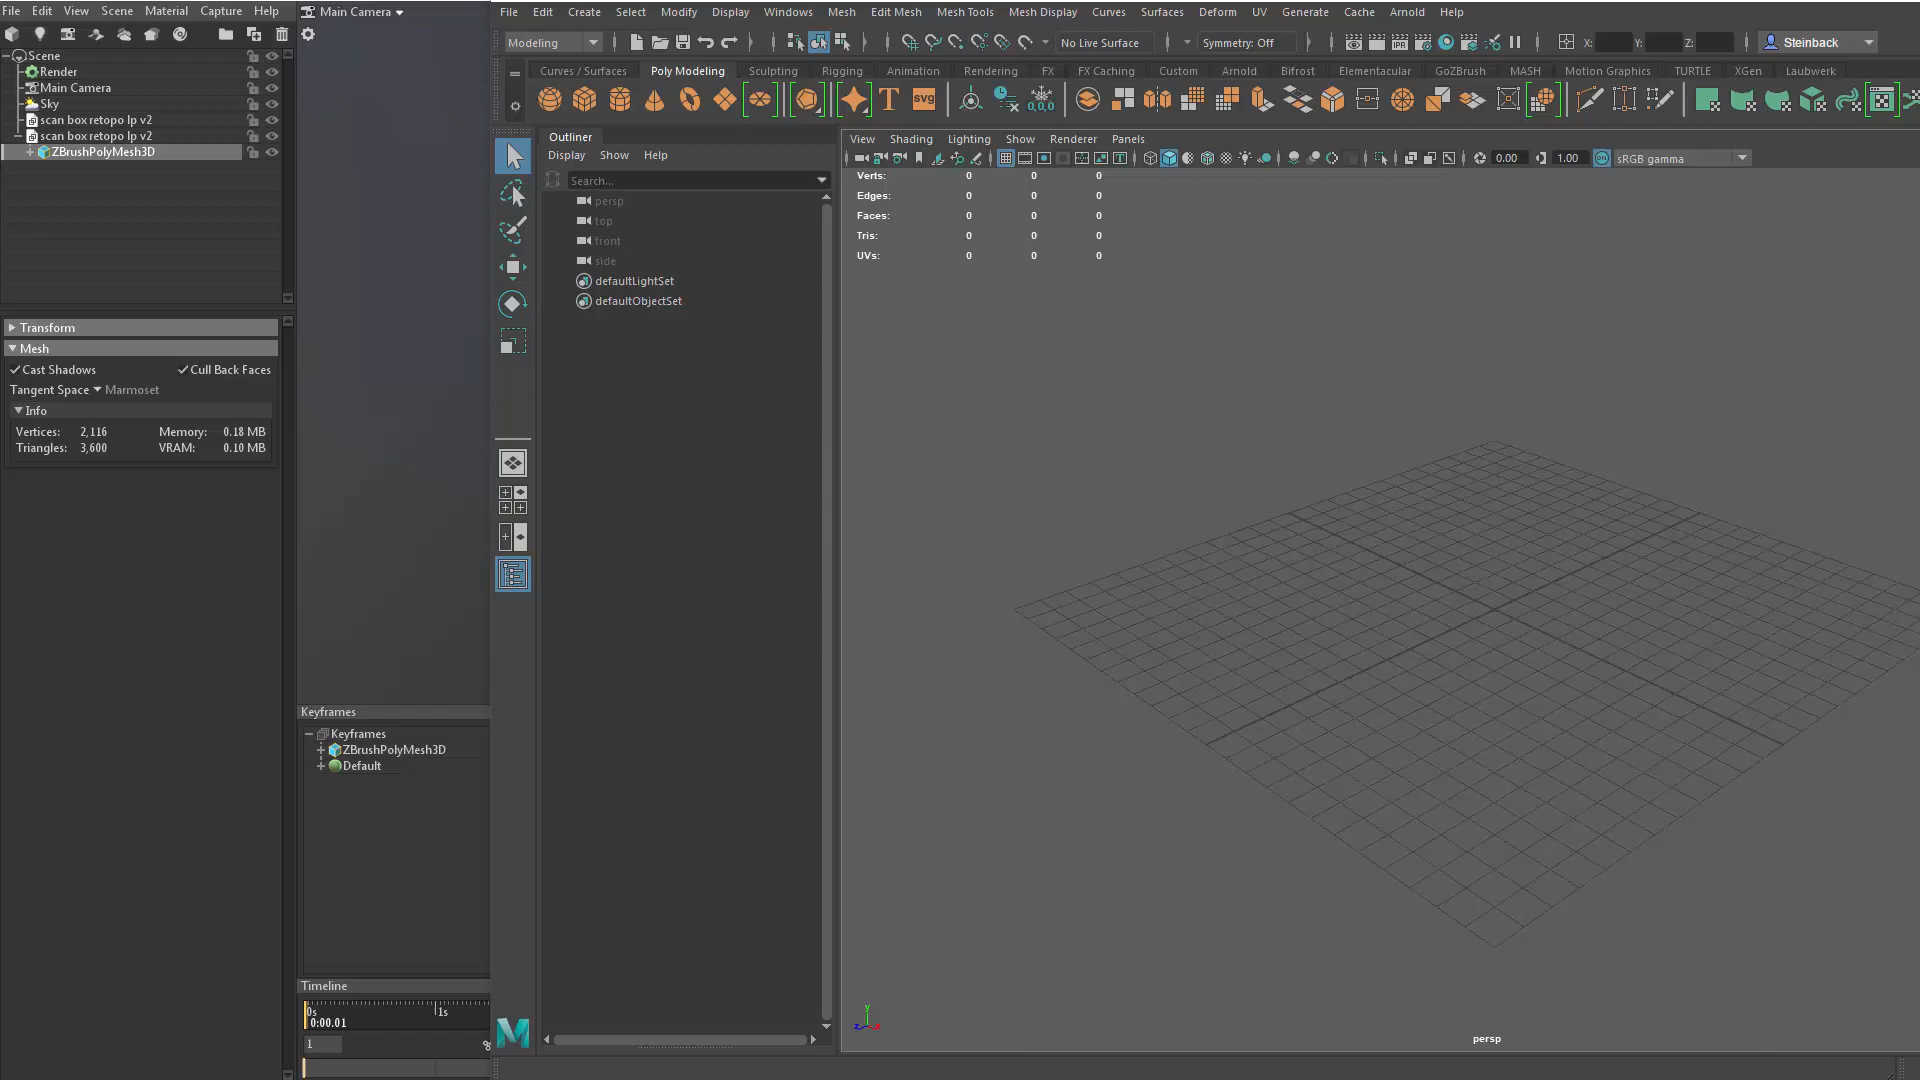 File Edit View Scene Material Capture Help
Scene
Render
Main Camera
Sky
scan box retopo lp v2
scan box retopo lp v2
ZBrushPolyMesh3D
Transform
Mesh
Cast Shadows Cull Back Faces
Tangent Space Marmoset
Info
Vertices: 2,116 Memory: 0.18 MB
Triangles: 3,600 VRAM: 0.10 MB
Main Camera
Keyframes
Keyframes
ZBrushPolyMesh3D
Default
Timeline
0s 1s
0:00.01
1
File Edit Create Select Modify Display Windows Mesh Edit Mesh Mesh Tools Mesh Display Curves Surfaces Deform UV Generate Cache Arnold Help
Modeling No Live Surface Symmetry: Off IPR X: Y: Z: Steinback
Curves / Surfaces Poly Modeling Sculpting Rigging Animation Rendering FX FX Caching Custom Arnold Bifrost Elementacular GoZBrush MASH Motion Graphics TURTLE XGen Laubwerk
T svg 0,0,0
Outliner
Display Show Help
Search...
persp
top
front
side
defaultLightSet
defaultObjectSet
View Shading Lighting Show Renderer Panels
0.00 1.00 ON sRGB gamma
Verts: 0 0 0
Edges: 0 0 0
Faces: 0 0 0
Tris: 0 0 0
UVs: 0 0 0
y
z x
persp
M